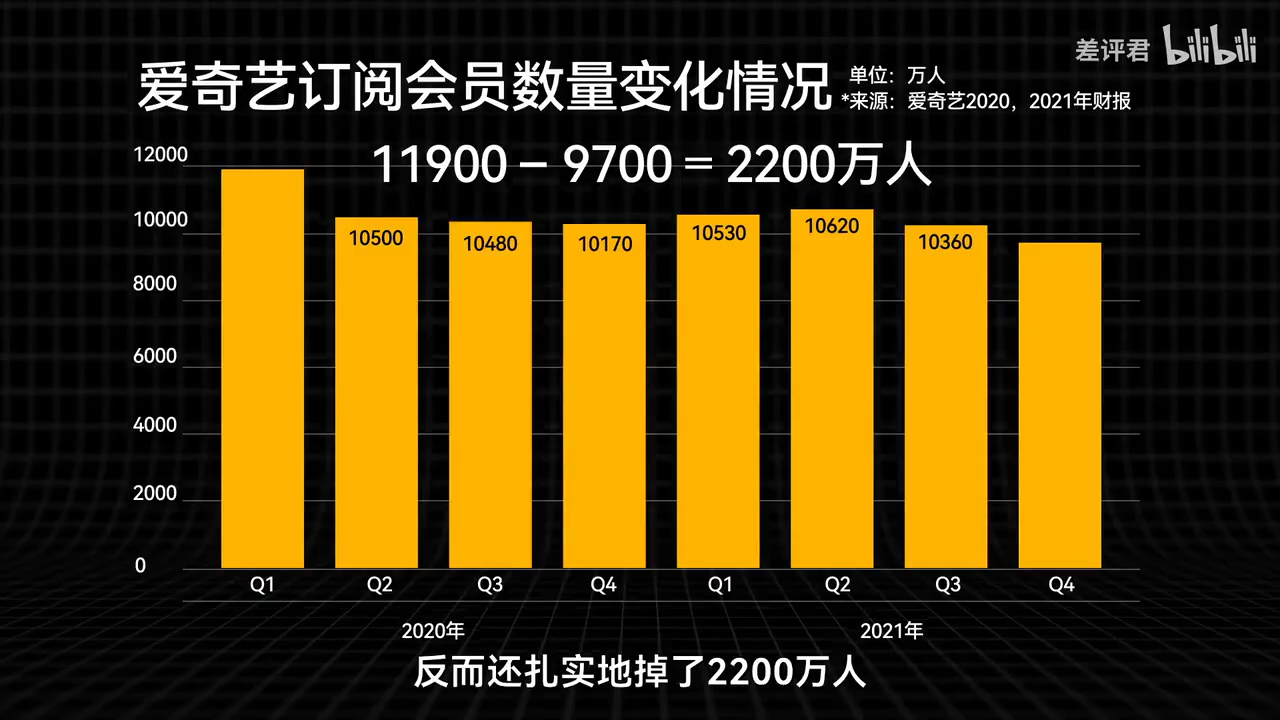 差评君 bilibili
爱奇艺订阅会员数量变化情况
单位：万人
*来源：爱奇艺2020，2021年财报
11900－9700＝2200万人
12000
10000
8000
6000
4000
2000
0
10500
10480
10170
10530
10620
10360
Q1 Q2 Q3 Q4 Q1 Q2 Q3 Q4
2020年 2021年
反而还扎实地掉了2200万人